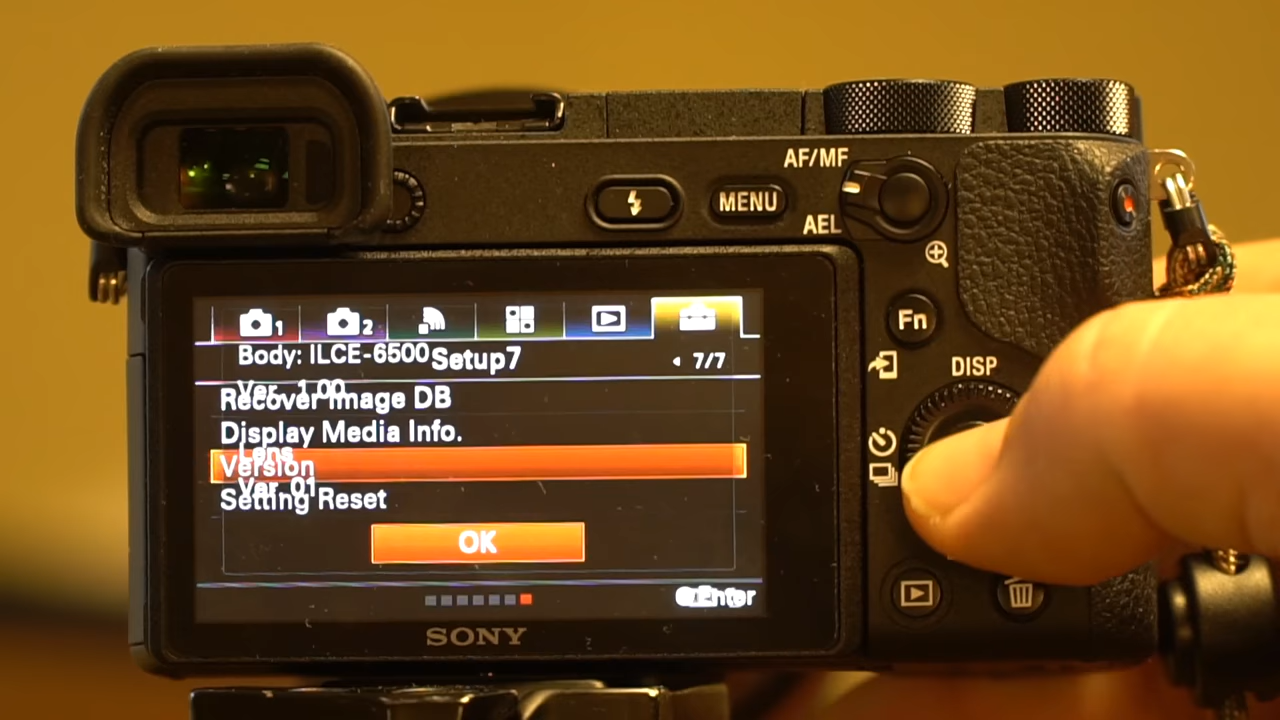 AF/MF
MENU
AEL
Fn
DISP
1
2
Body: ILCE-6500
Setup7
7/7
Ver. 1.00
Recover Image DB
Display Media Info.
Lens
Version
Ver. 01
Setting Reset
OK
Enter
SONY